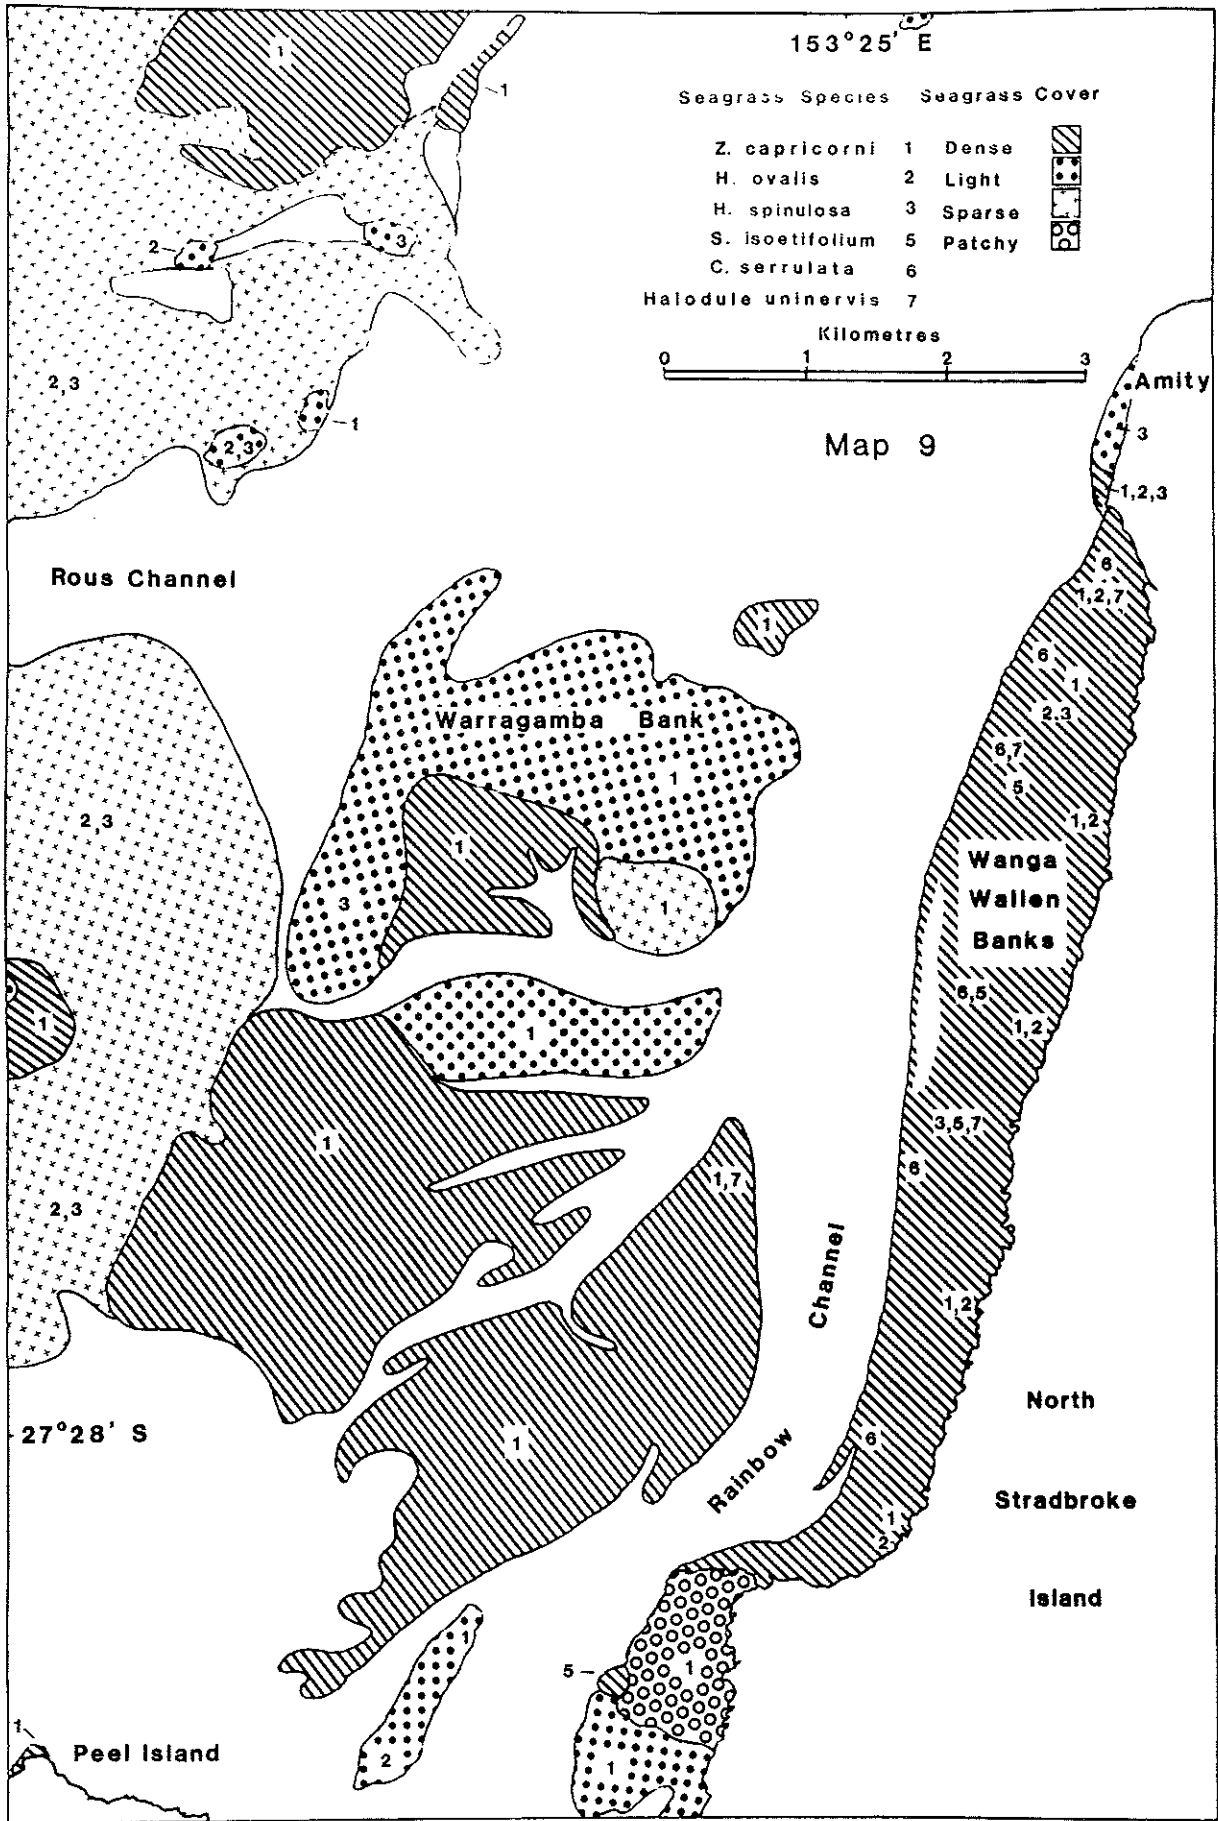 1
153°25' E
1
Seagrass Species Seagrass Cover
Z. capricorni 1 Dense
H. ovalis 2 Light
H. spinulosa 3 Sparse
S. isoetifolium 5 Patchy
C. serrulata 6
Halodule uninervis 7
2
3
Kilometres
0 1 2 3
2,3
Amity
1
3
2,3
Map 9
1,2,3
6
Rous Channel
1,2,7
1
6
1
2,3
Warragamba Bank
6,7
1
5
2,3
1,2
1
Wanga
Wallen
Banks
3
1
6,5
1
1,2
1
3,5,7
1
6
1,7
2,3
Channel
1,2
North
27°28' S
6
1
Rainbow
Stradbroke
1
2
Island
1
5
1
1
Peel Island
2
1